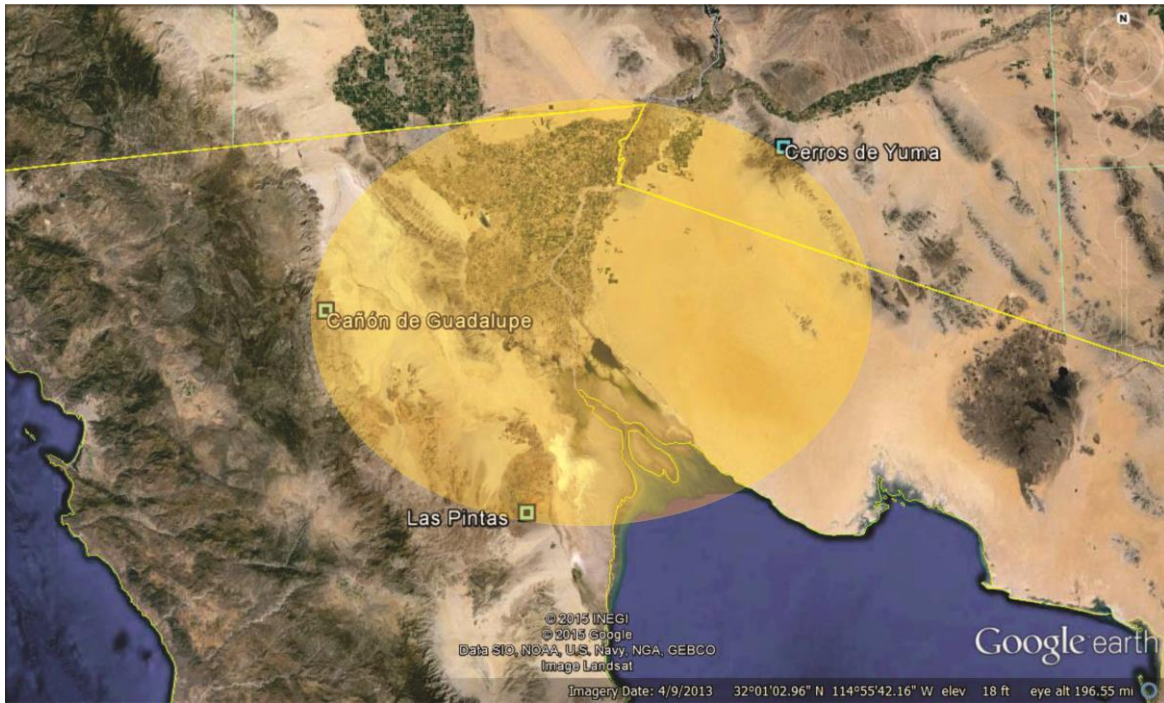 N
Cerros de Yuma
Cañón de Guadalupe
Las Pintas
© 2015 INEGI
© 2015 Google
Data SIO, NOAA, U.S. Navy, NGA, GEBCO
Image Landsat
Google earth
Imagery Date: 4/9/2013 32°01'02.96" N 114°55'42.16" W elev 18 ft eye alt 196.55 mi